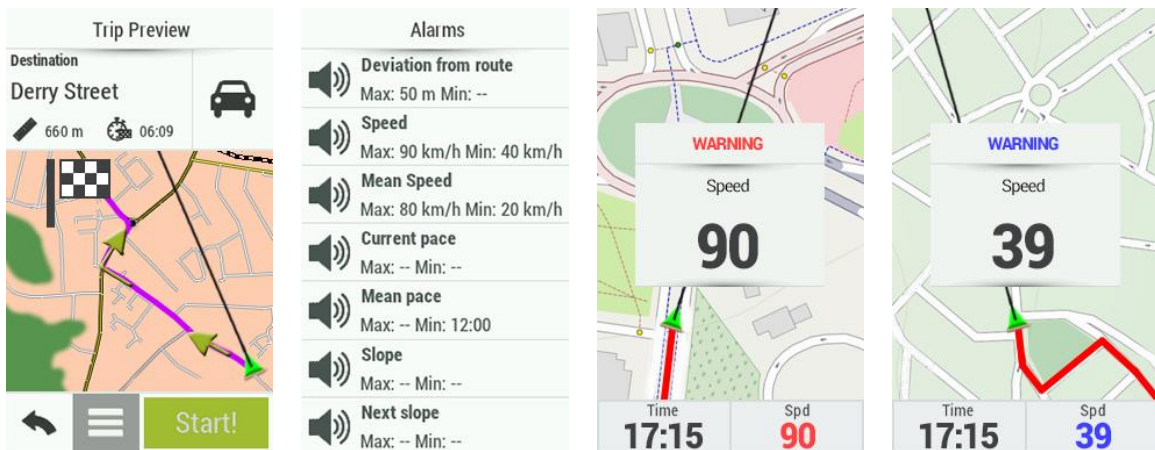 Trip Preview
Destination
Derry Street
660 m 06:09
Start!
Alarms
Deviation from route
Max: 50 m Min: --
Speed
Max: 90 km/h Min: 40 km/h
Mean Speed
Max: 80 km/h Min: 20 km/h
Current pace
Max: -- Min: --
Mean pace
Max: -- Min: 12:00
Slope
Max: -- Min: --
Next slope
Max: -- Min: --
WARNING
Speed
90
Time Spd
17:15 90
WARNING
Speed
39
Time Spd
17:15 39